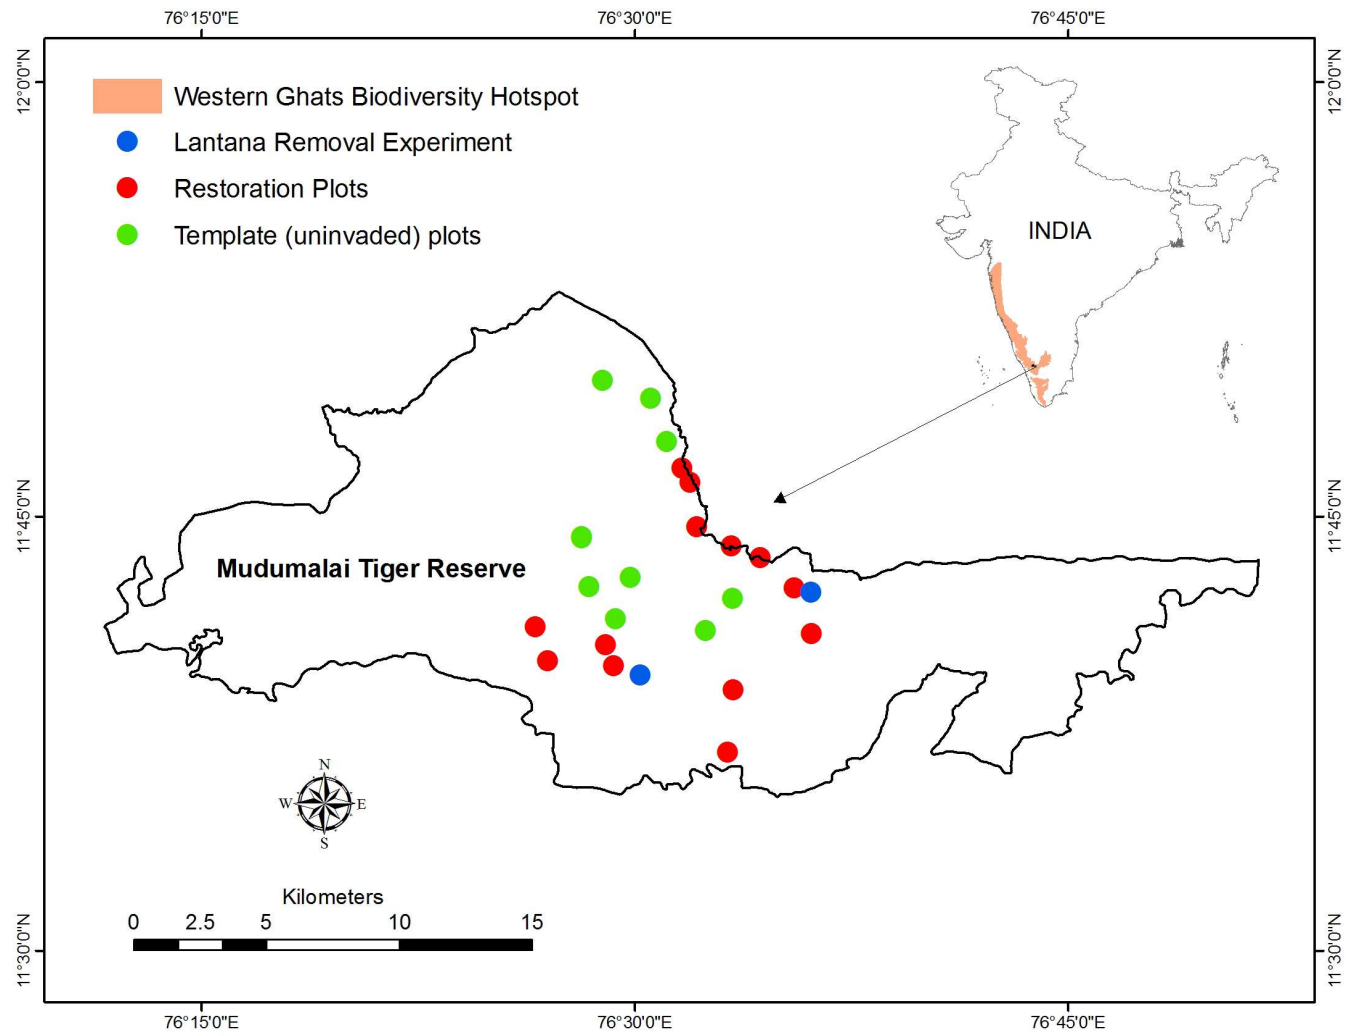 76°15'0"E 76°30'0"E 76°45'0"E
12°0'0"N
12°0'0"N
Western Ghats Biodiversity Hotspot
Lantana Removal Experiment
Restoration Plots
Template (uninvaded) plots
INDIA
11°45'0"N
11°45'0"N
Mudumalai Tiger Reserve
N
W E
S
Kilometers
0 2.5 5 10 15
11°30'0"N
11°30'0"N
76°15'0"E 76°30'0"E 76°45'0"E